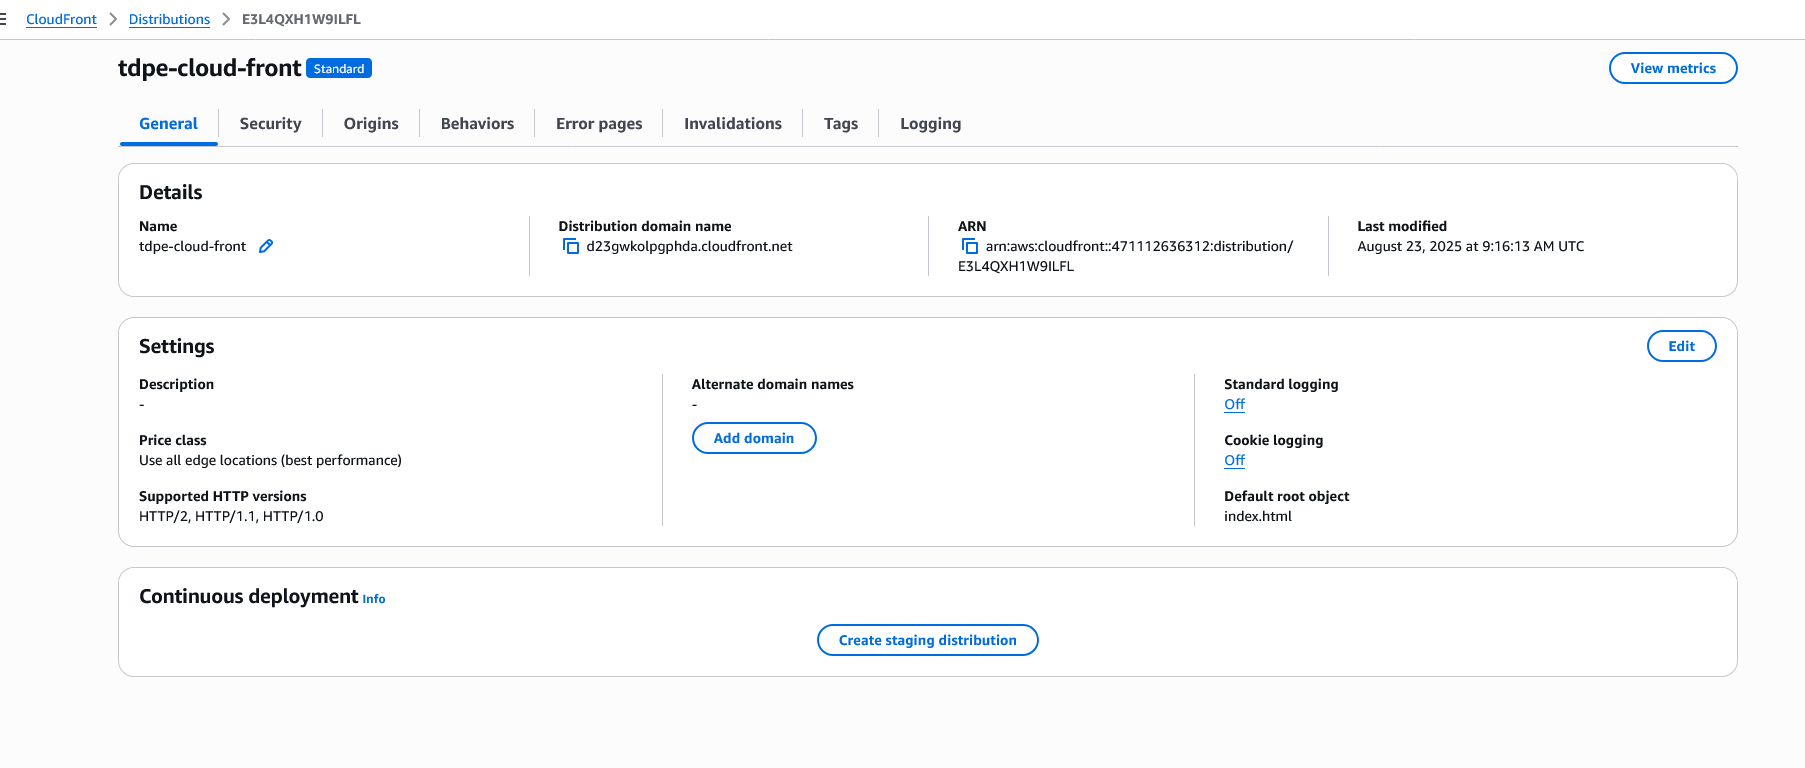 CloudFront > Distributions > E3L4QXH1W9ILFL
tdpe-cloud-front Standard
View metrics
General
Security
Origins
Behaviors
Error pages
Invalidations
Tags
Logging
Details
Name
tdpe-cloud-front
Distribution domain name
d23gwkolpgphda.cloudfront.net
ARN
arn:aws:cloudfront::471112636312:distribution/
E3L4QXH1W9ILFL
Last modified
August 23, 2025 at 9:16:13 AM UTC
Settings
Edit
Description
-
Price class
Use all edge locations (best performance)
Supported HTTP versions
HTTP/2, HTTP/1.1, HTTP/1.0
Alternate domain names
-
Add domain
Standard logging
Off
Cookie logging
Off
Default root object
index.html
Continuous deployment Info
Create staging distribution